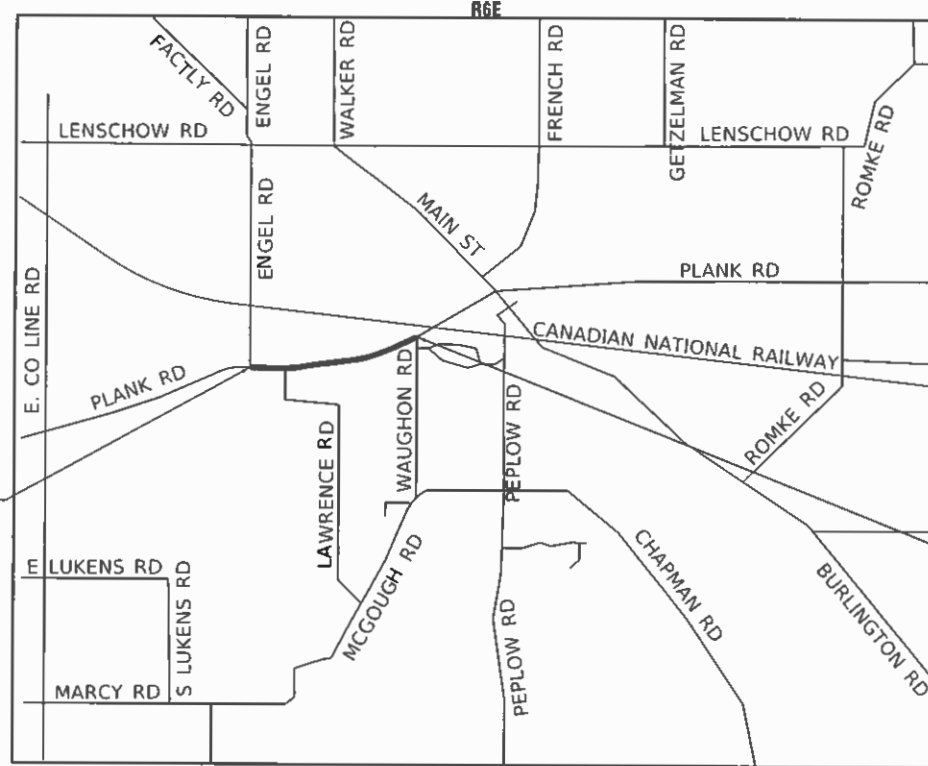 R6E
FACTLY RD
ENGEL RD
WALKER RD
FRENCH RD
GETZELMAN RD
LENSCHOW RD
LENSCHOW RD
ROMKE RD
MAIN ST
ENGEL RD
PLANK RD
E. CO LINE RD
CANADIAN NATIONAL RAILWAY
PLANK RD
WAUGHON RD
PEPLOW RD
ROMKE RD
LAWRENCE RD
E LUKENS RD
S LUKENS RD
MCGOUGH RD
CHAPMAN RD
BURLINGTON RD
PEPLOW RD
MARCY RD